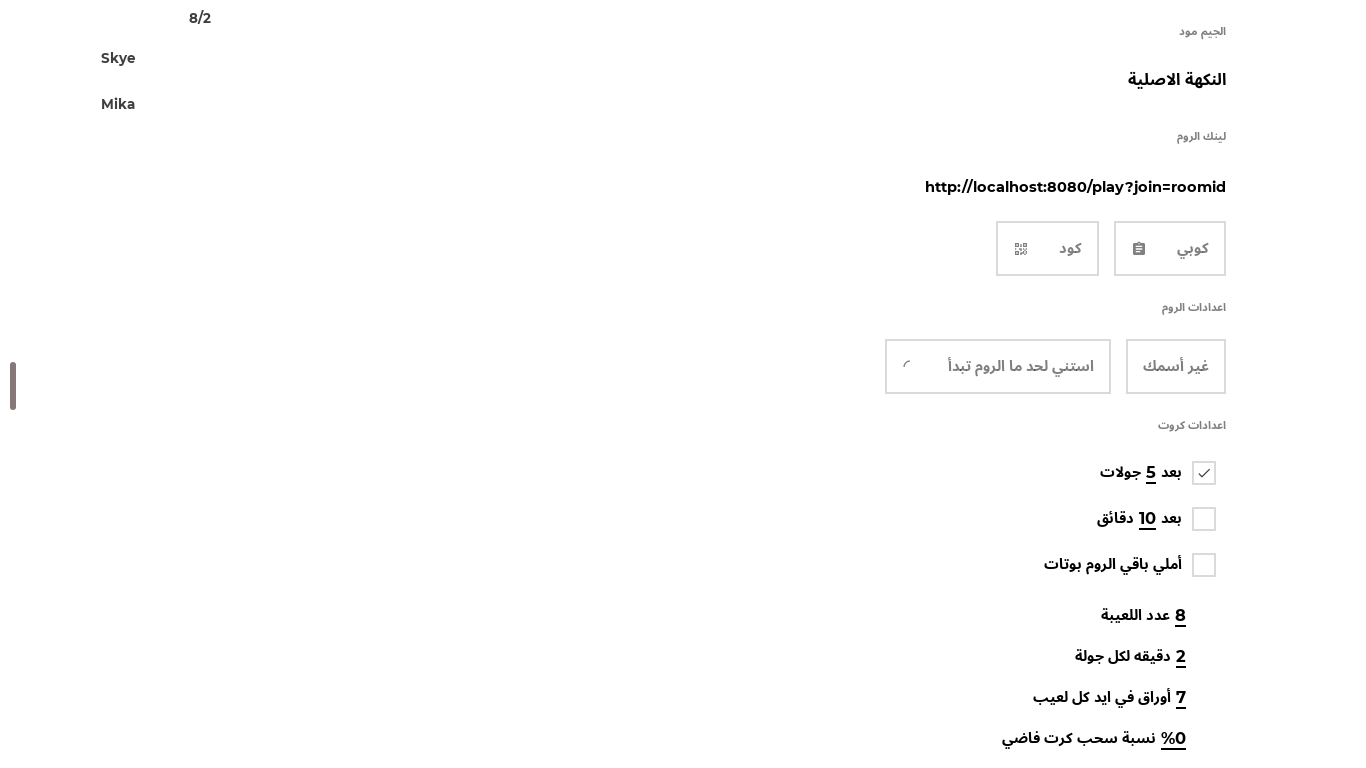 الجيم مود
النكهة الاصلية
لينك الروم
http://localhost:8080/play?join=roomid
كوبي
كود
اعدادات الروم
غير أسمك
استني لحد ما الروم تبدأ
اعدادات كروت
بعد 5 جولات
بعد 10 دقائق
أملي باقي الروم بوتات
8 عدد اللعيبة
2 دقيقه لكل جولة
7 أوراق في ايد كل لعيب
%0 نسبة سحب كرت فاضي
8/2
Skye
Mika